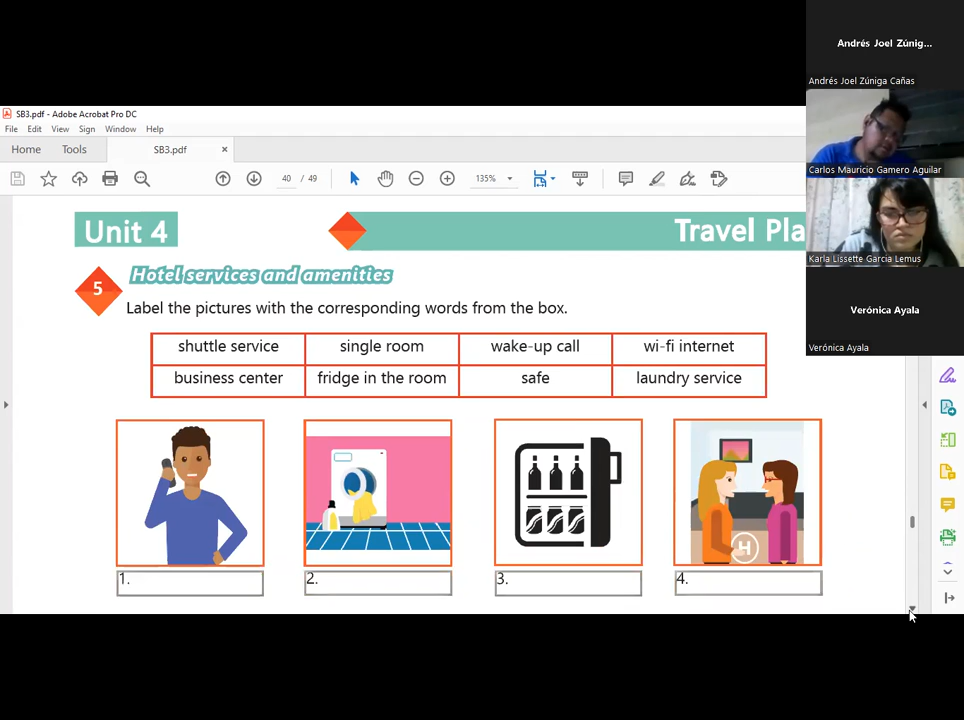 Andrés Joel Zúnig...
Andrés Joel Zúñiga Cañas
SB3.pdf - Adobe Acrobat Pro DC
File Edit View Sign Window Help
Home Tools SB3.pdf ×
40 / 49 135%
Carlos Mauricio Gamero Aguilar
Unit 4 Travel Pla
Karla Lissette Garcia Lemus
5 Hotel services and amenities
Label the pictures with the corresponding words from the box.
Verónica Ayala
Verónica Ayala
shuttle service single room wake-up call wi-fi internet
business center fridge in the room safe laundry service
H
1. 2. 3. 4.